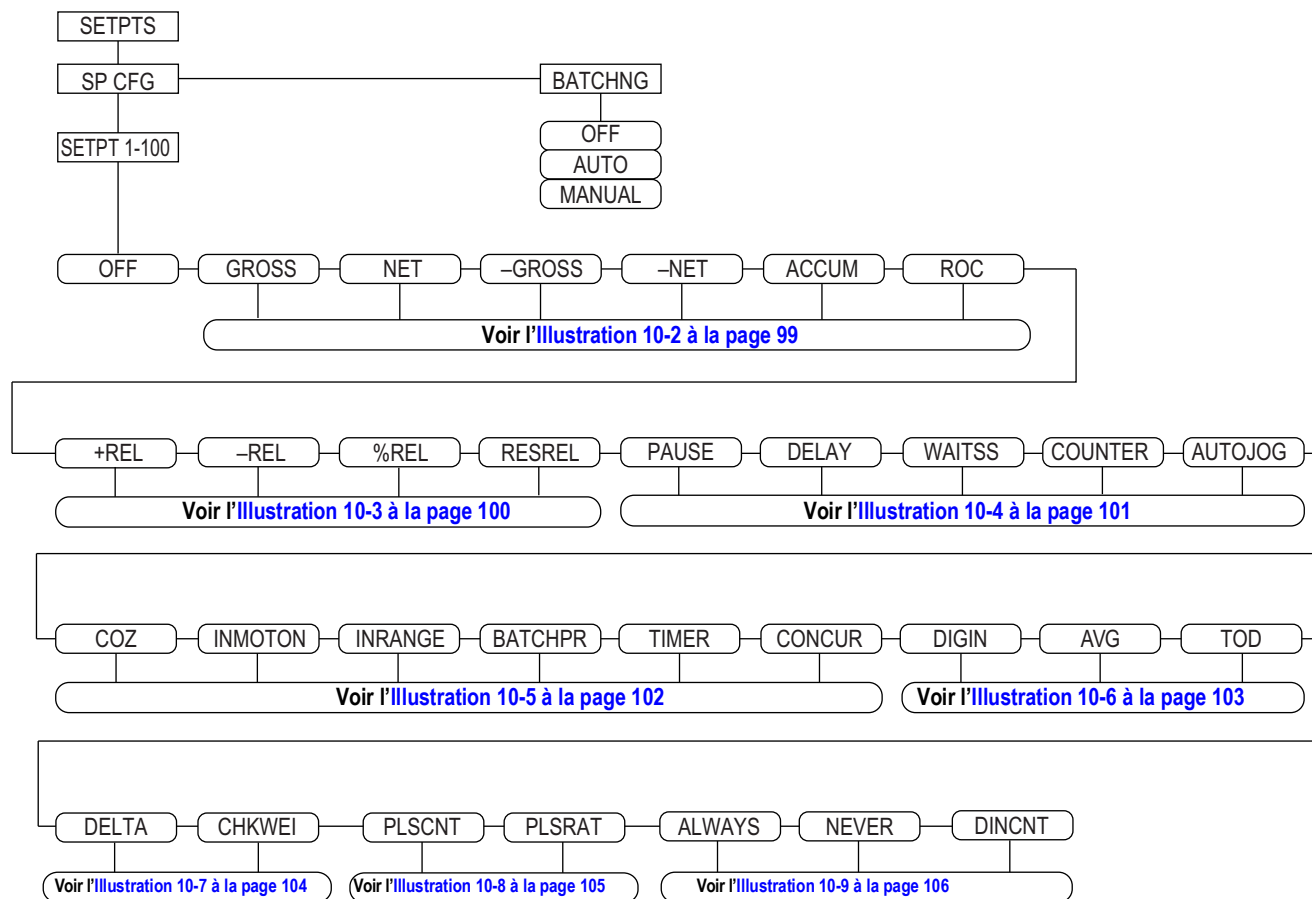 SETPTS
SP CFG
BATCHNG
OFF
SETPT 1-100
AUTO
MANUAL
OFF
GROSS
NET
–GROSS
–NET
ACCUM
ROC
Voir l'Illustration 10-2 à la page 99
+REL
–REL
%REL
RESREL
PAUSE
DELAY
WAITSS
COUNTER
AUTOJOG
Voir l'Illustration 10-3 à la page 100
Voir l'Illustration 10-4 à la page 101
COZ
INMOTON
INRANGE
BATCHPR
TIMER
CONCUR
DIGIN
AVG
TOD
Voir l'Illustration 10-5 à la page 102
Voir l'Illustration 10-6 à la page 103
DELTA
CHKWEI
PLSCNT
PLSRAT
ALWAYS
NEVER
DINCNT
Voir l'Illustration 10-7 à la page 104
Voir l'Illustration 10-8 à la page 105
Voir l'Illustration 10-9 à la page 106